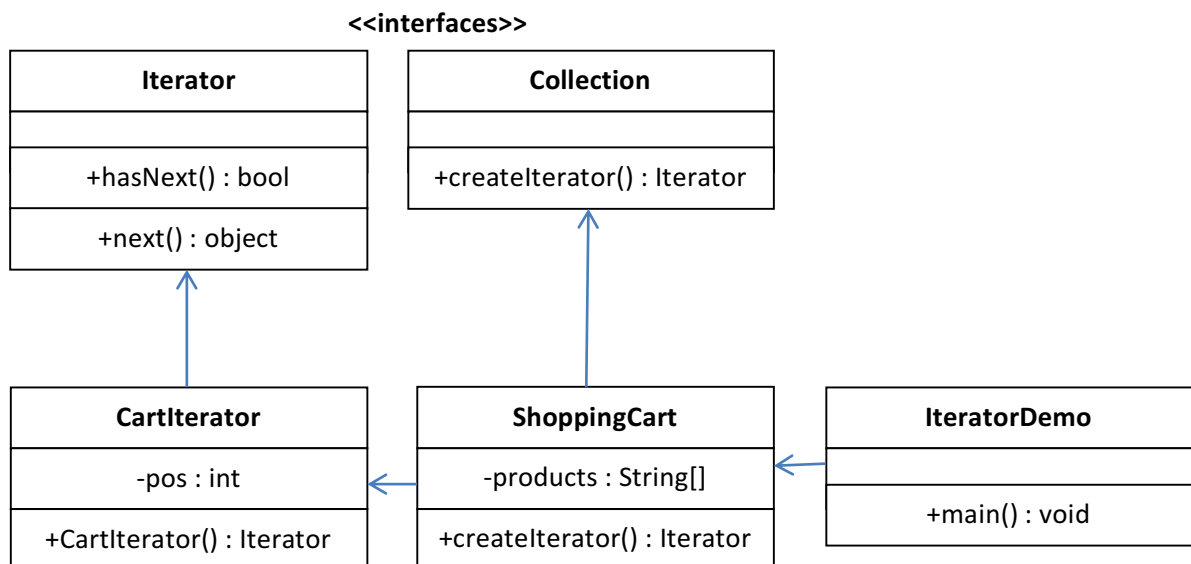 <<interfaces>>
Iterator
+hasNext() : bool
+next() : object
Collection
+createIterator() : Iterator
CartIterator
-pos : int
+CartIterator() : Iterator
ShoppingCart
-products : String[]
+createIterator() : Iterator
IteratorDemo
+main() : void